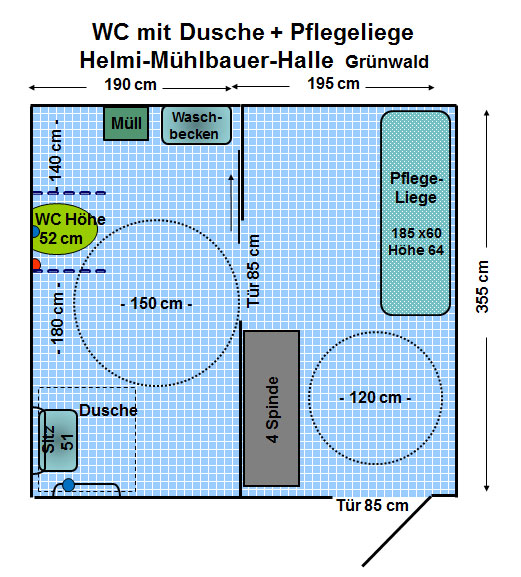 WC mit Dusche + Pflegeliege
Helmi-Mühlbauer-Halle Grünwald
190 cm
195 cm
Müll
Wasch-
becken
- 140 cm -
Pflege-
Liege
185 x60
Höhe 64
WC Höhe
52 cm
Tür 85 cm
355 cm
- 150 cm -
- 180 cm -
- 120 cm -
4 Spinde
Dusche
Sitz
51
Tür 85 cm